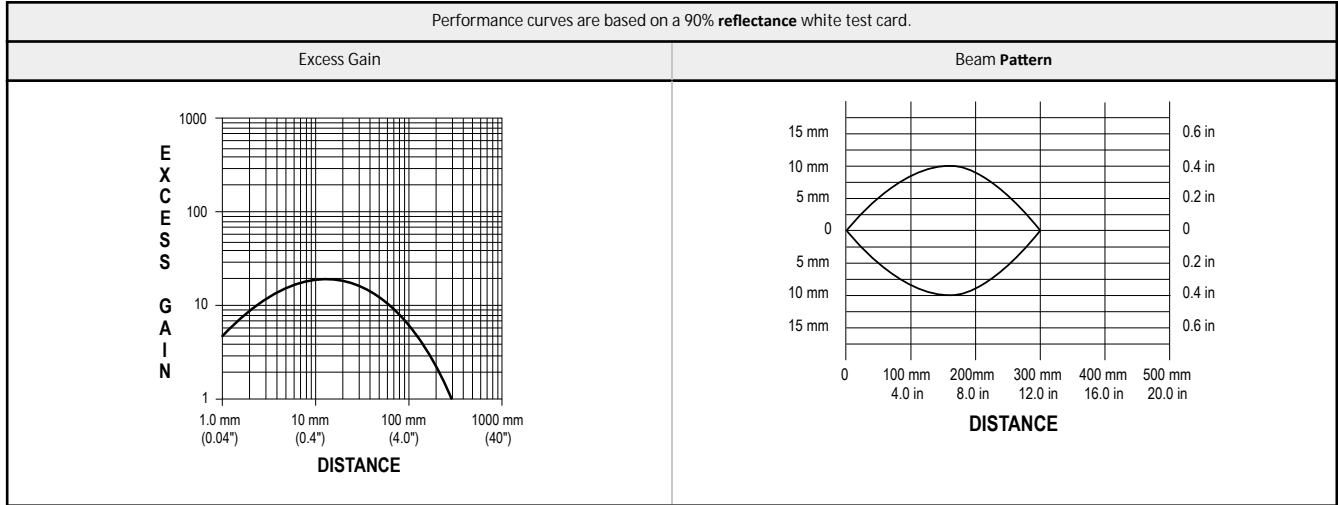 Performance curves are based on a 90% reflectance white test card.
Excess Gain
Beam Pattern
1000
100
10
1
EXCESS GAIN
1.0 mm 10 mm 100 mm 1000 mm
(0.04") (0.4") (4.0") (40")
DISTANCE
15 mm 0.6 in
10 mm 0.4 in
5 mm 0.2 in
0 0
5 mm 0.2 in
10 mm 0.4 in
15 mm 0.6 in
0 100 mm 200mm 300 mm 400 mm 500 mm
4.0 in 8.0 in 12.0 in 16.0 in 20.0 in
DISTANCE